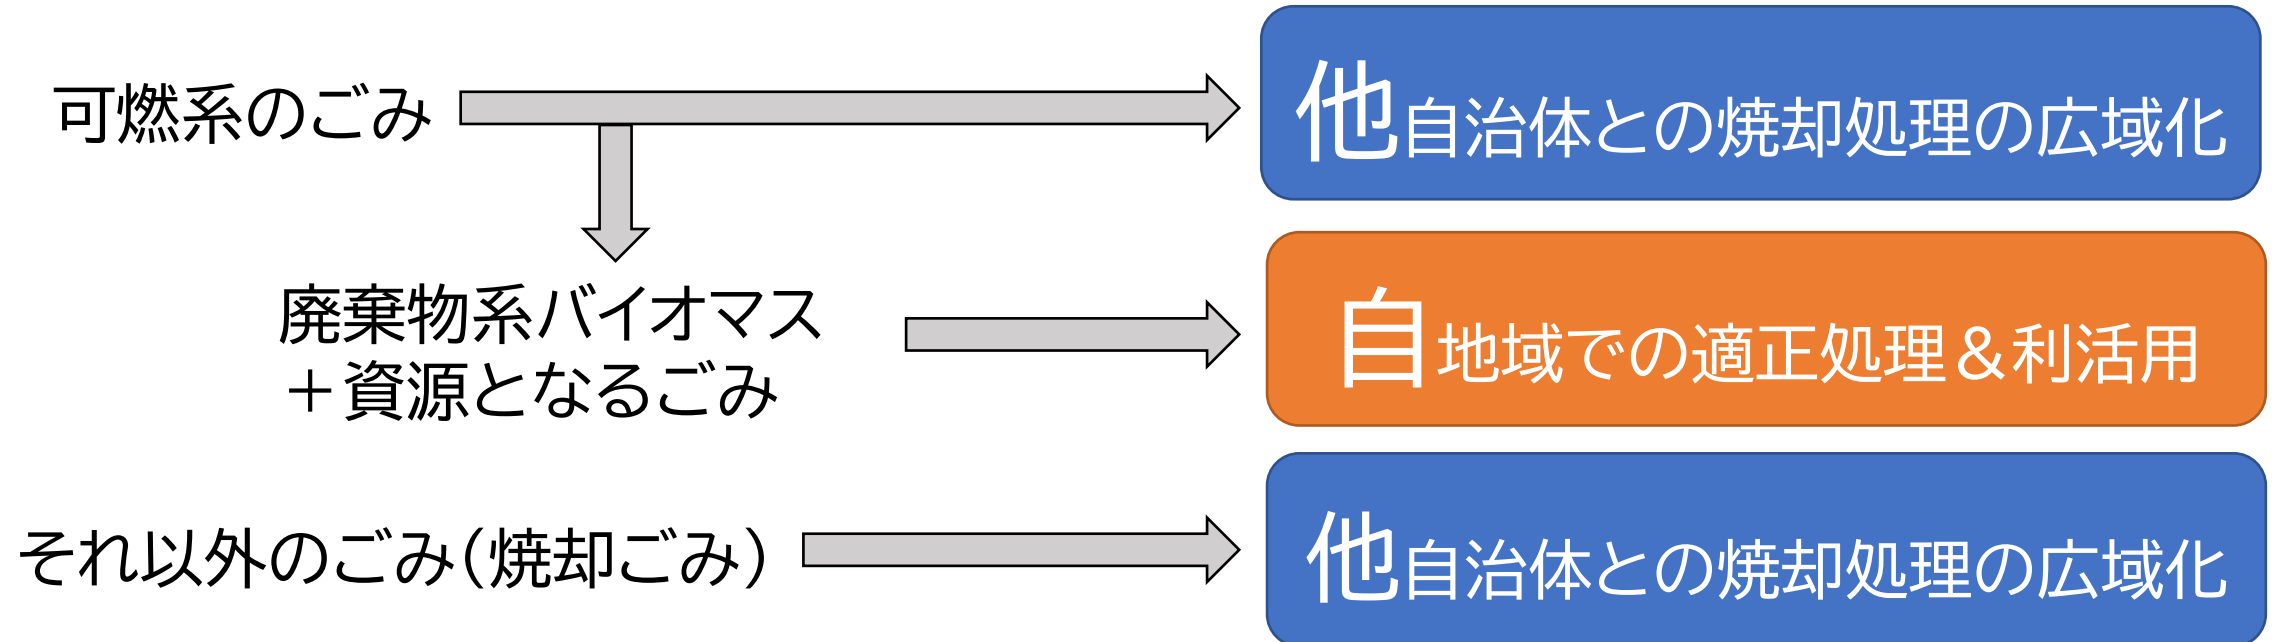 可燃系のごみ
他自治体との焼却処理の広域化
廃棄物系バイオマス
＋資源となるごみ
自地域での適正処理＆利活用
それ以外のごみ（焼却ごみ）
他自治体との焼却処理の広域化